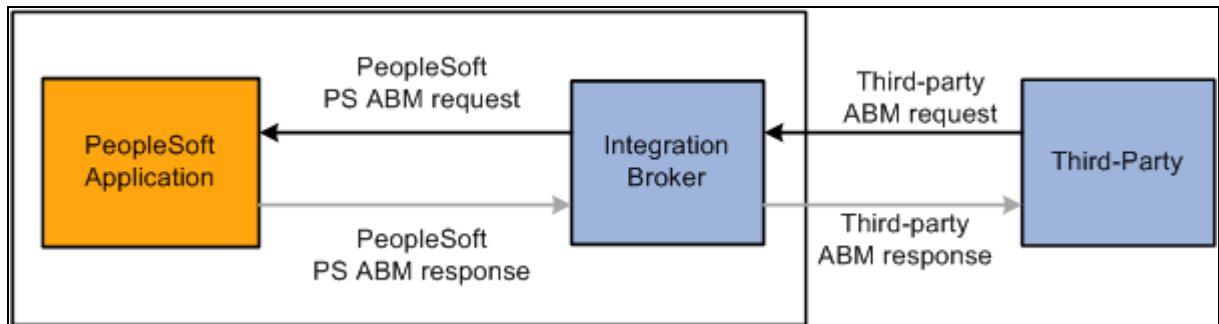 PeopleSoft
PS ABM request
Third-party
ABM request
PeopleSoft
Application
Integration
Broker
Third-Party
PeopleSoft
PS ABM response
Third-party
ABM response